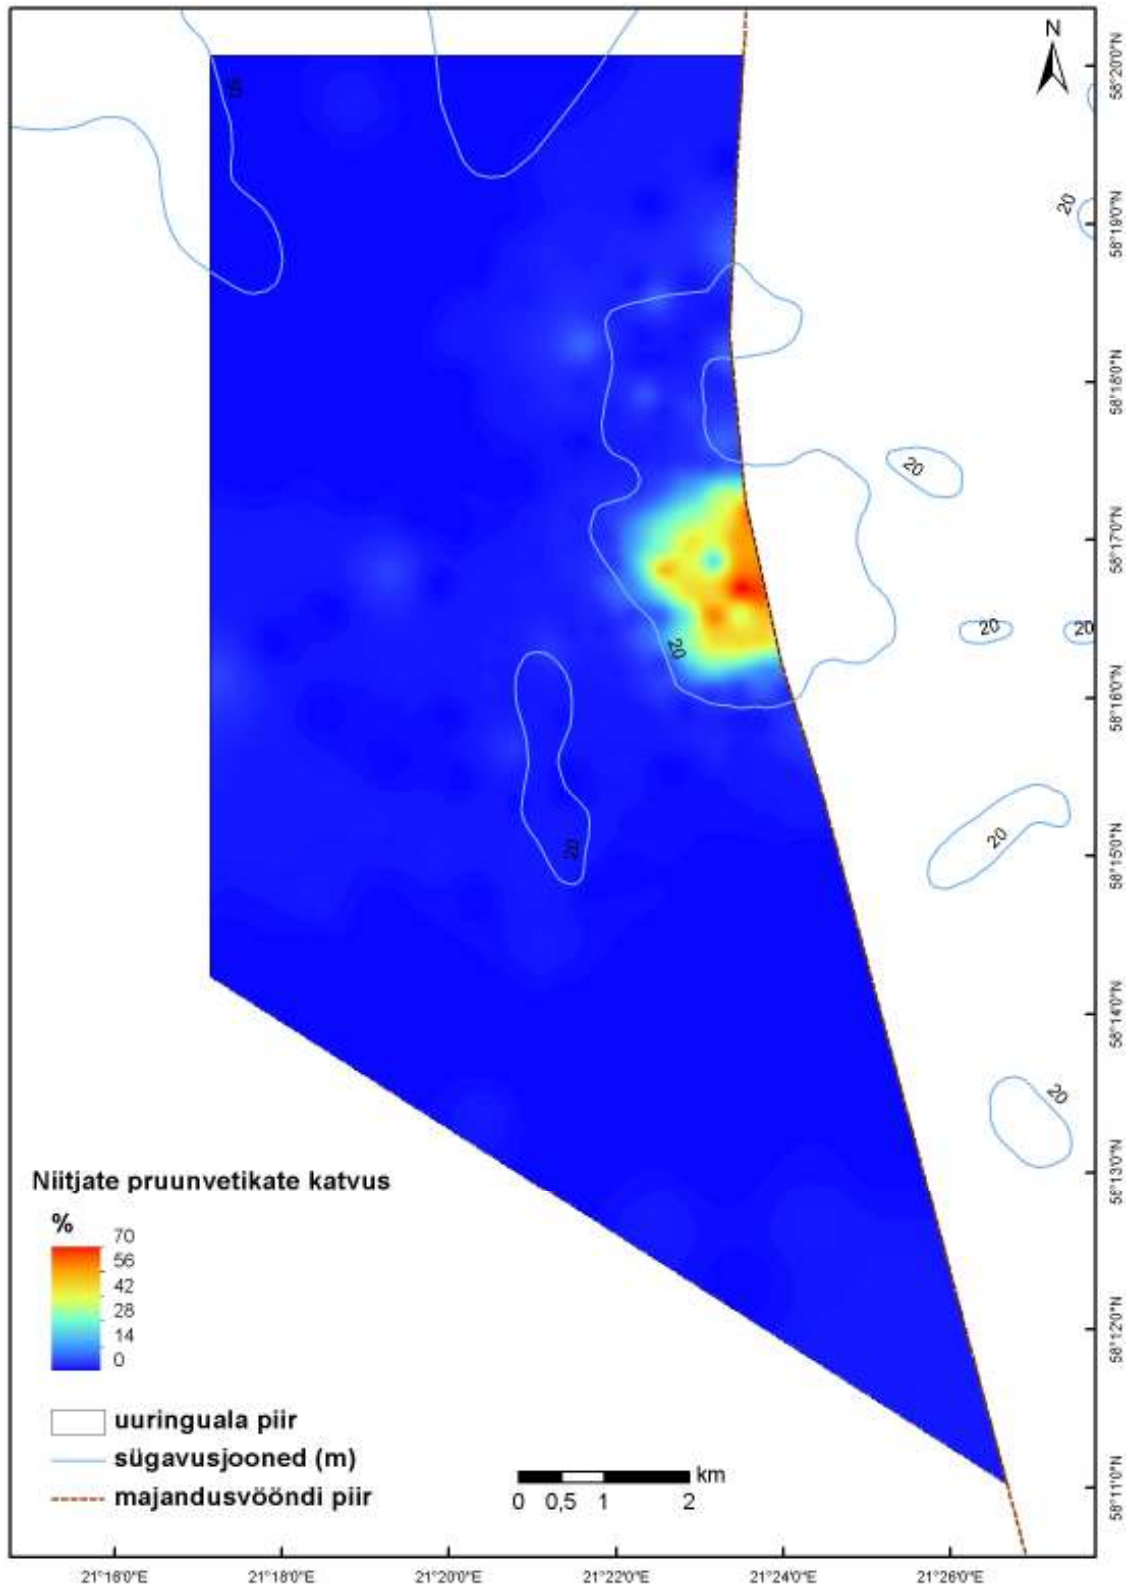 N
58°20'0"N
58°19'0"N
20
58°18'0"N
20
58°17'0"N
20
20
20
58°16'0"N
20
20
58°15'0"N
58°14'0"N
20
58°13'0"N
58°12'0"N
58°11'0"N
Niitjate pruunvetikate katvus
%
70
56
42
28
14
0
uuringuala piir
sügavusjooned (m)
majandusvööndi piir
km
0 0,5 1 2
21°16'0"E 21°18'0"E 21°20'0"E 21°22'0"E 21°24'0"E 21°26'0"E